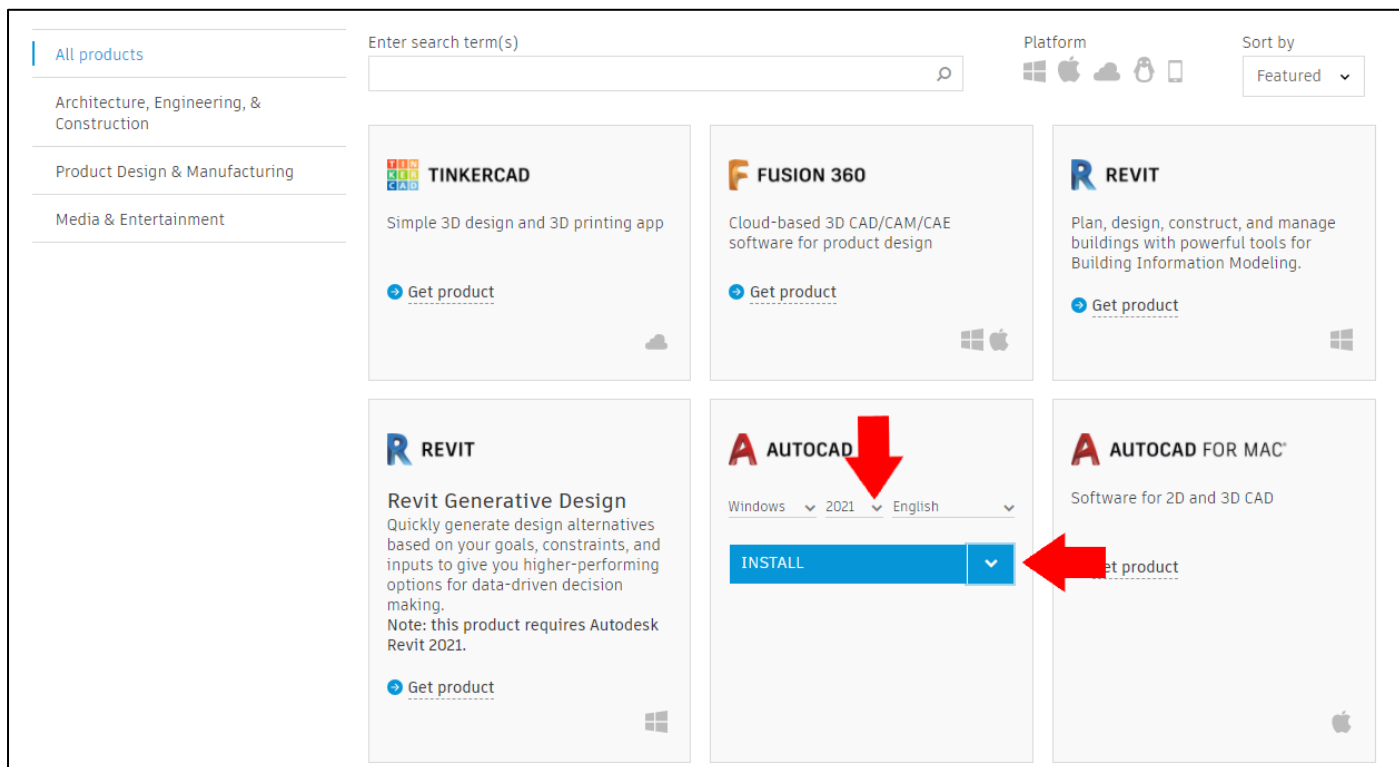 All products
Architecture, Engineering, &
Construction
Product Design & Manufacturing
Media & Entertainment
Enter search term(s)
Platform
Sort by
Featured
TIN
KER
CAD
TINKERCAD
Simple 3D design and 3D printing app
Get product
FUSION 360
Cloud-based 3D CAD/CAM/CAE
software for product design
Get product
REVIT
Plan, design, construct, and manage
buildings with powerful tools for
Building Information Modeling.
Get product
REVIT
Revit Generative Design
Quickly generate design alternatives
based on your goals, constraints, and
inputs to give you higher-performing
options for data-driven decision
making.
Note: this product requires Autodesk
Revit 2021.
Get product
AUTOCAD
Windows 2021 English
INSTALL
AUTOCAD FOR MAC®
Software for 2D and 3D CAD
et product